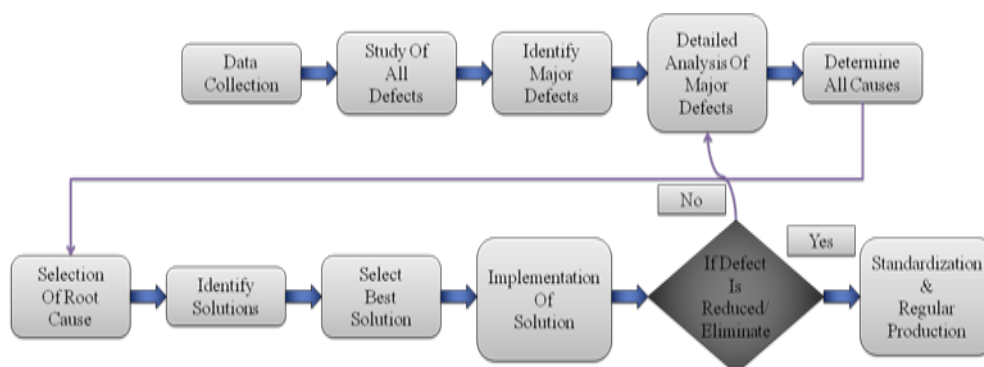 Data
Collection
Study Of
All
Defects
Identify
Major
Defects
Detailed
Analysis Of
Major
Defects
Determine
All Causes
Selection
Of Root
Cause
Identify
Solutions
Select
Best
Solution
Implementation
Of
Solution
If Defect
Is
Reduced/
Eliminate
No
Yes
Standardization
&
Regular
Production